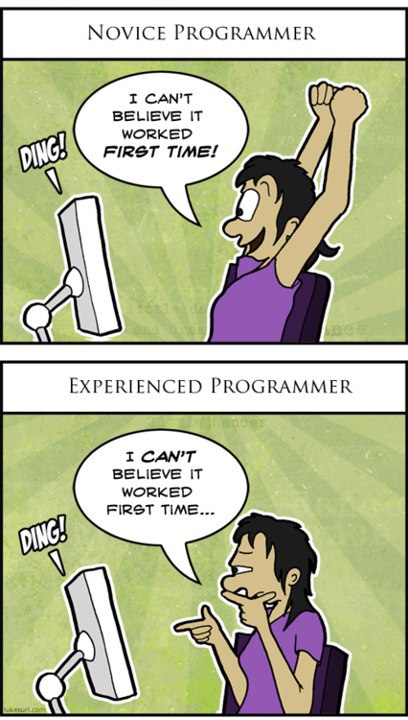 NOVICE PROGRAMMER
DING!
I CAN'T
BELIEVE IT
WORKED
FIRST TIME!
EXPERIENCED PROGRAMMER
DING!
I CAN'T
BELIEVE IT
WORKED
FIRST TIME...
lukesurl.com